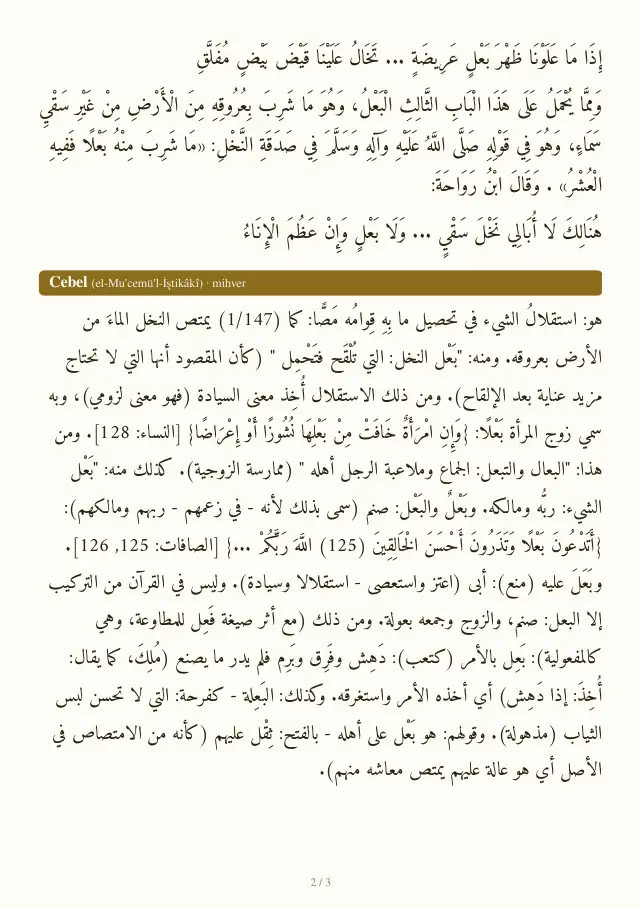 إِذَا مَا عَلَوْنَا ظَهْرَ بَعْلٍ عَرِيضَةٍ ... تَخَالُ عَلَيْنَا قَيْضَ بَيْضٍ مُفَلَّقِ
وَمِمَّا يُحْمَلُ عَلَى هَذَا الْبَابِ الثَّالِثِ الْبَعْلُ، وَهُوَ مَا شَرِبَ بِعُرُوقِهِ مِنَ الْأَرْضِ مِنْ غَيْرِ سَقْيِ
سَمَاءٍ، وَهُوَ فِي قَوْلِهِ صَلَّى اللَّهُ عَلَيْهِ وَآلِهِ وَسَلَّمَ فِي صَدَقَةِ النَّخْلِ: «مَا شَرِبَ مِنْهُ بَعْلًا فَفِيهِ
الْعُشْرُ» . وَقَالَ ابْنُ رَوَاحَةَ:
هُنَالِكَ لَا أُبَالِي نَخْلَ سَقْيٍ ... وَلَا بَعْلٍ وَإِنْ عَظُمَ الْإِنَاءُ
Cebel (el-Mu'cemü'l-İştikâkî) · mihver
هو: استقلالُ الشيء في تحصيل ما بِهِ قِوامُه مَصًّا: كما (1/147) يمتص النخل الماءَ من
الأرض بعروقه. ومنه: "بَعْل النخل: التي تُلْقَح فتَحْمِل " (كأن المقصود أنها التي لا تحتاج
مزيد عناية بعد الإلقاح). ومن ذلك الاستقلال أُخِذ معنى السيادة (فهو معنى لزومي)، وبه
سمي زوج المرأة بَعْلًا: {وَإِنِ امْرَأَةٌ خَافَتْ مِنْ بَعْلِهَا نُشُوزًا أَوْ إِعْرَاضًا} [النساء: 128]. ومن
هذا: "البعال والتبعل: الجماع وملاعبة الرجل أهله " (ممارسة الزوجية). كذلك منه: "بَعْل
الشيء: ربُّه ومالكه. وبَعْلٌ والبَعْل: صنم (سمى بذلك لأنه - في زعمهم - ربهم ومالكهم):
{أَتَدْعُونَ بَعْلًا وَتَذَرُونَ أَحْسَنَ الْخَالِقِينَ (125) اللَّهَ رَبَّكُمْ ...} [الصافات: 125, 126].
وبَعَلَ عليه (منع): أبى (اعتز واستعصى - استقلالا وسيادة). وليس في القرآن من التركيب
إلا البعل: صنم، والزوج وجمعه بعولة. ومن ذلك (مع أثر صيغة فَعِل للمطاوعة، وهي
كالمفعولية): بَعِل بالأمر (كتعب): دَهِش وفَرِق وبَرِم فلم يدر ما يصنع (مُلِكَ، كما يقال:
أُخِذَ: إذا دَهِش) أي أخذه الأمر واستغرقه. وكذلك: البَعِلة - كفرحة: التي لا تحسن لبس
الثياب (مذهولة). وقولهم: هو بَعْل على أهله - بالفتح: ثِقْل عليهم (كأنه من الامتصاص في
الأصل أي هو عالة عليهم يمتص معاشه منهم).
2 / 3